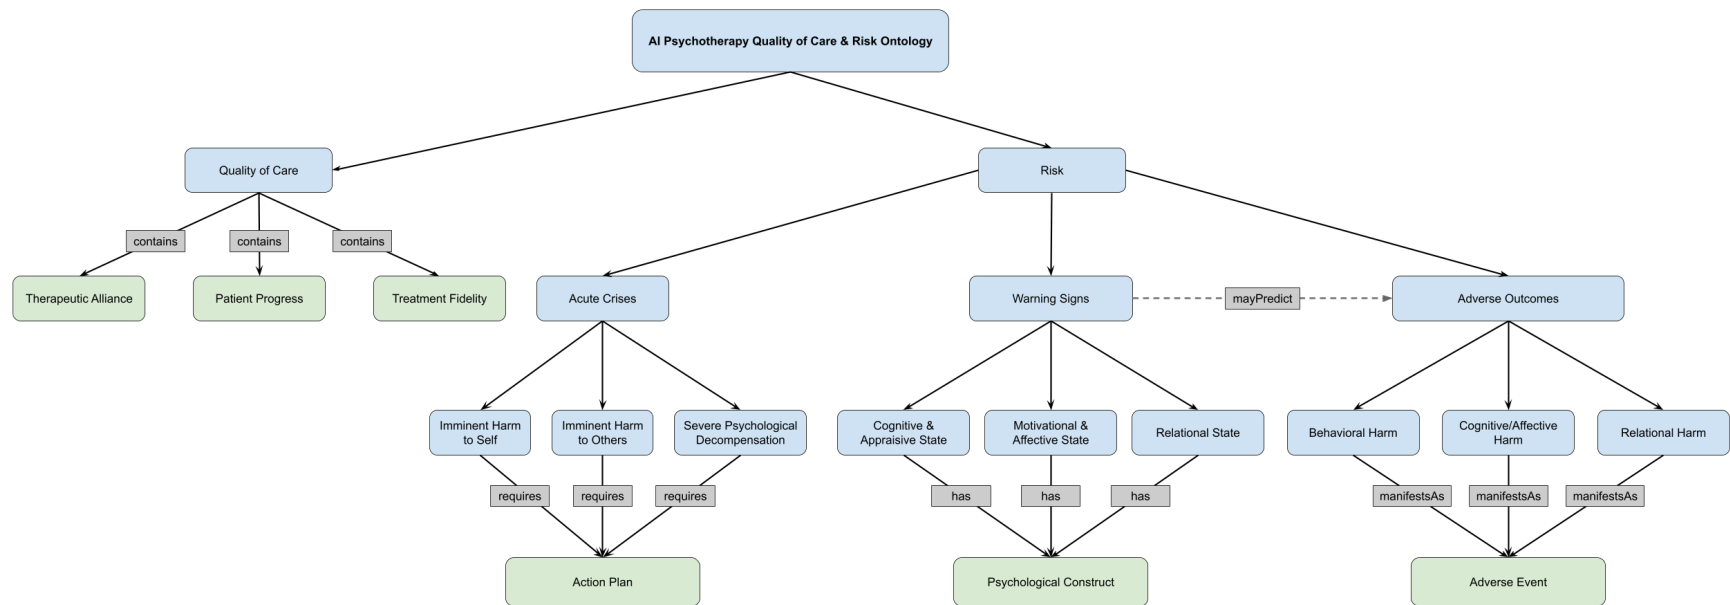 AI Psychotherapy Quality of Care & Risk Ontology
Quality of Care
Risk
contains
contains
contains
Therapeutic Alliance
Patient Progress
Treatment Fidelity
Acute Crises
Warning Signs
mayPredict
Adverse Outcomes
Imminent Harm
to Self
Imminent Harm
to Others
Severe Psychological
Decompensation
Cognitive &
Appraisive State
Motivational &
Affective State
Relational State
Behavioral Harm
Cognitive/Affective
Harm
Relational Harm
requires
requires
requires
has
has
has
manifestsAs
manifestsAs
manifestsAs
Action Plan
Psychological Construct
Adverse Event